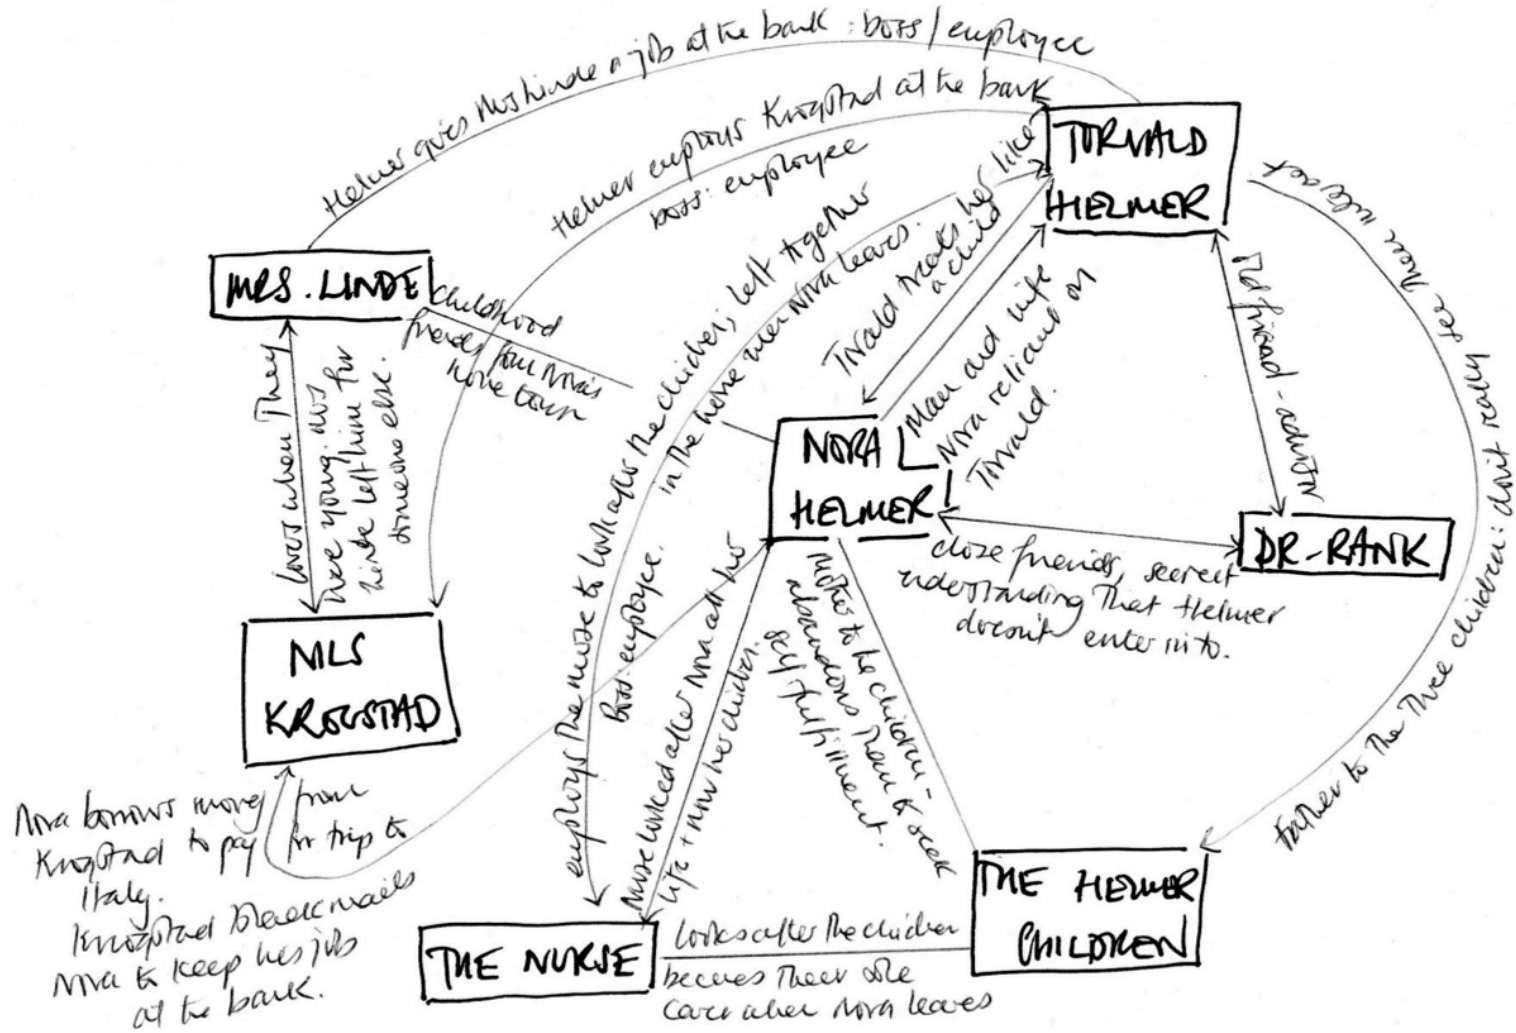 Helmer gives Mrs Linde a job at the bank : boss / employee
Helmer employs Krogstad at the bank
boss: employee
TORVALD
HELMER
MRS. LINDE
childhood
friends from Nora's
home town
Torvald treats her like
a child
Man and wife
Nora reliant on
Torvald.
old friend - advisor
Father to the three children: don't really see them interact
lovers when they
were young. Mrs
Linde left him for
someone else.
employs the nurse to look after the children; left together
in the home when Nora leaves.
Boss: employee.
NORA
HELMER
DR-RANK
close friends, secret
understanding that Helmer
doesn't enter into.
NILS
KROGSTAD
Nora borrows money from
Krogstad to pay for trip to
Italy.
Krogstad blackmails
Nora to keep his job
at the bank.
Nurse looked after Nora all her
life + now her children.
Mother to the children -
abandons them to seek
self fulfilment.
THE NURSE
looks after the children
becomes their sole
carer when Nora leaves
THE HELMER
CHILDREN